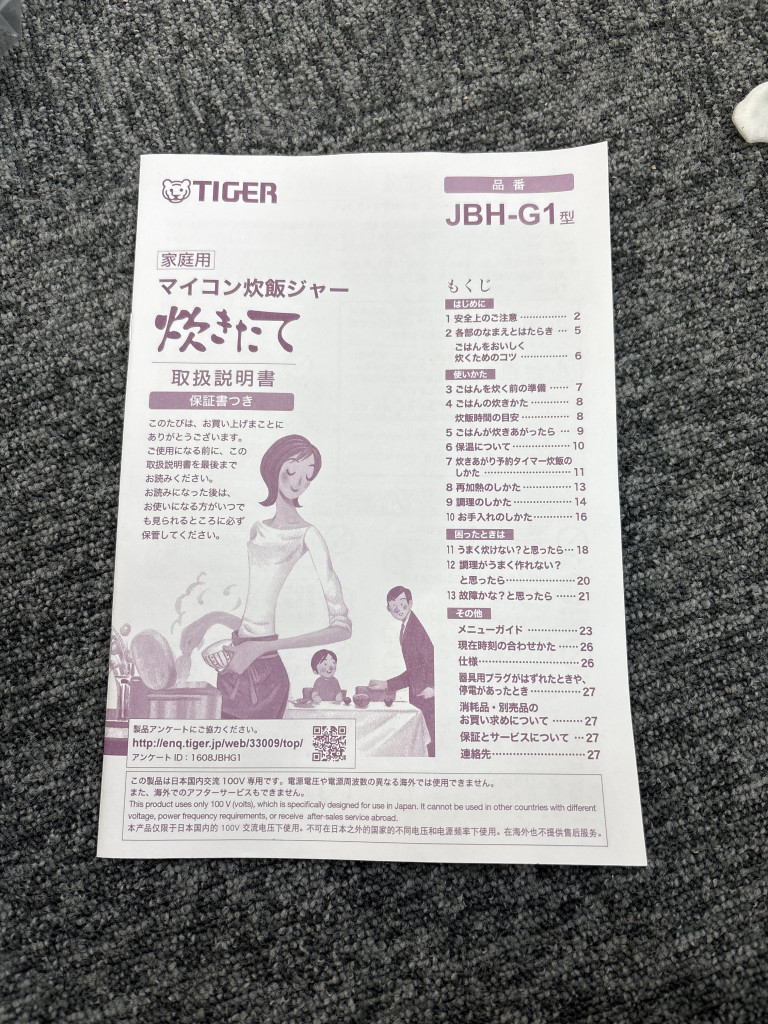 TIGER
品番
JBH-G1型
家庭用
マイコン炊飯ジャー
炊きたて
取扱説明書
保証書つき
このたびは、お買い上げまことに
ありがとうございます。
ご使用になる前に、この
取扱説明書を最後まで
お読みください。
お読みになった後は、
お使いになる方がいつで
も見られるところに必ず
保管してください。
もくじ
はじめに
1 安全上のご注意 …………… 2
2 各部のなまえとはたらき … 5
ごはんをおいしく
炊くためのコツ …………… 6
使いかた
3 ごはんを炊く前の準備 …… 7
4 ごはんの炊きかた ………… 8
炊飯時間の目安 …………… 8
5 ごはんが炊きあがったら … 9
6 保温について ……………… 10
7 炊きあがり予約タイマー炊飯の
しかた ……………………… 11
8 再加熱のしかた …………… 13
9 調理のしかた ……………… 14
10 お手入れのしかた ………… 16
困ったときは
11 うまく炊けない？と思ったら… 18
12 調理がうまく作れない？
と思ったら ………………… 20
13 故障かな？と思ったら …… 21
その他
メニューガイド …………… 23
現在時刻の合わせかた …… 26
仕様 ………………………… 26
器具用プラグがはずれたときや、
停電があったとき ………… 27
消耗品・別売品の
お買い求めについて ……… 27
保証とサービスについて … 27
連絡先 ……………………… 27
製品アンケートにご協力ください。
http://enq.tiger.jp/web/33009/top/
アンケート ID：1608JBHG1
この製品は日本国内交流 100V 専用です。電源電圧や電源周波数の異なる海外では使用できません。
また、海外でのアフターサービスもできません。
This product uses only 100 V (volts), which is specifically designed for use in Japan. It cannot be used in other countries with different
voltage, power frequency requirements, or receive after-sales service abroad.
本产品仅限于日本国内的 100V 交流电压下使用。不可在日本之外的国家的不同电压和电源频率下使用。在海外也不提供售后服务。